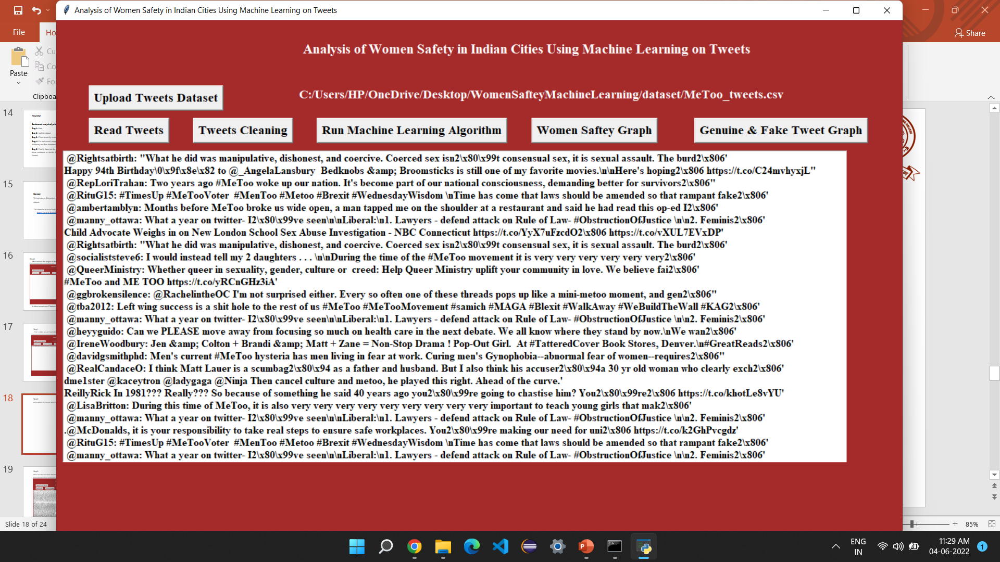 Analysis of Women Safety in Indian Cities Using Machine Learning on Tweets
File
Ho
Share
Cu
Co
Fo
Paste
Clipboa
Analysis of Women Safety in Indian Cities Using Machine Learning on Tweets
Upload Tweets Dataset
C:/Users/HP/OneDrive/Desktop/WomenSafteyMachineLearning/dataset/MeToo_tweets.csv
Read Tweets
Tweets Cleaning
Run Machine Learning Algorithm
Women Saftey Graph
Genuine & Fake Tweet Graph
@Rightsatbirth: "What he did was manipulative, dishonest, and coercive. Coerced sex isn2\x80\x99t consensual sex, it is sexual assault. The burd2\x806'
Happy 94th Birthday\0\x9f\x8e\x82 to @_AngelaLansbury  Bedknobs &amp; Broomsticks is still one of my favorite movies.\n\nHere's hoping2\x806 https://t.co/C24mvhyxjL"
@RepLoriTrahan: Two years ago #MeToo woke up our nation. It's become part of our national consciousness, demanding better for survivors2\x806"
@RituG15: #TimesUp #MeTooVoter  #MenToo #Metoo #Brexit #WednesdayWisdom \nTime has come that laws should be amended so that rampant fake2\x806'
@ambertamblyn: Months before MeToo broke us wide open, a man tapped me on the shoulder at a restaurant and said he had read this op-ed I2\x806'
@manny_ottawa: What a year on twitter- I2\x80\x99ve seen\n\nLiberal:\n1. Lawyers - defend attack on Rule of Law- #ObstructionOfJustice \n\n2. Feminis2\x806'
Child Advocate Weighs in on New London School Sex Abuse Investigation - NBC Connecticut https://t.co/YyX7uFzcdO2\x806 https://t.co/vXUL7EVxDP'
@Rightsatbirth: "What he did was manipulative, dishonest, and coercive. Coerced sex isn2\x80\x99t consensual sex, it is sexual assault. The burd2\x806'
@socialiststeve6: I would instead tell my 2 daughters . . . \n\nDuring the time of the #MeToo movement it is very very very very very very2\x806'
@QueerMinistry: Whether queer in sexuality, gender, culture or  creed: Help Queer Ministry uplift your community in love. We believe fai2\x806'
#MeToo and ME TOO https://t.co/yRCnGHz3iA'
@ggbrokensilence: @RachelintheOC I'm not surprised either. Every so often one of these threads pops up like a mini-metoo moment, and gen2\x806"
@tba2012: Left wing success is a shit hole to the rest of us #MeToo #MeTooMovement #samich #MAGA #Blexit #WalkAway #WeBuildTheWall #KAG2\x806'
@manny_ottawa: What a year on twitter- I2\x80\x99ve seen\n\nLiberal:\n1. Lawyers - defend attack on Rule of Law- #ObstructionOfJustice \n\n2. Feminis2\x806'
@heyyguido: Can we PLEASE move away from focusing so much on health care in the next debate. We all know where they stand by now.\nWe wan2\x806'
@IreneWoodbury: Jen &amp; Colton + Brandi &amp; Matt + Zane = Non-Stop Drama ! Pop-Out Girl.  At #TatteredCover Book Stores, Denver.\n#GreatReads2\x806'
@davidgsmithphd: Men's current #MeToo hysteria has men living in fear at work. Curing men's Gynophobia--abnormal fear of women--requires2\x806"
@RealCandaceO: I think Matt Lauer is a scumbag2\x80\x94 as a father and husband. But I also think his accuser2\x80\x94a 30 yr old woman who clearly exch2\x806'
dme1ster @kaceytron @ladygaga @Ninja Then cancel culture and metoo, he played this right. Ahead of the curve.'
ReillyRick In 1981??? Really??? So because of something he said 40 years ago you2\x80\x99re going to chastise him? You2\x80\x99re2\x806 https://t.co/khotLe8vYU'
@LisaBritton: During this time of MeToo, it is also very very very very very very very very very important to teach young girls that mak2\x806'
@manny_ottawa: What a year on twitter- I2\x80\x99ve seen\n\nLiberal:\n1. Lawyers - defend attack on Rule of Law- #ObstructionOfJustice \n\n2. Feminis2\x806'
.@McDonalds, it is your responsibility to take real steps to ensure safe workplaces. You2\x80\x99re making our need for uni2\x806 https://t.co/k2GhPvcgdz'
@RituG15: #TimesUp #MeTooVoter  #MenToo #Metoo #Brexit #WednesdayWisdom \nTime has come that laws should be amended so that rampant fake2\x806'
@manny_ottawa: What a year on twitter- I2\x80\x99ve seen\n\nLiberal:\n1. Lawyers - defend attack on Rule of Law- #ObstructionOfJustice \n\n2. Feminis2\x806'
14
15
16
17
18
19
Slide 18 of 24
85%
ENG
IN
11:29 AM
04-06-2022
1